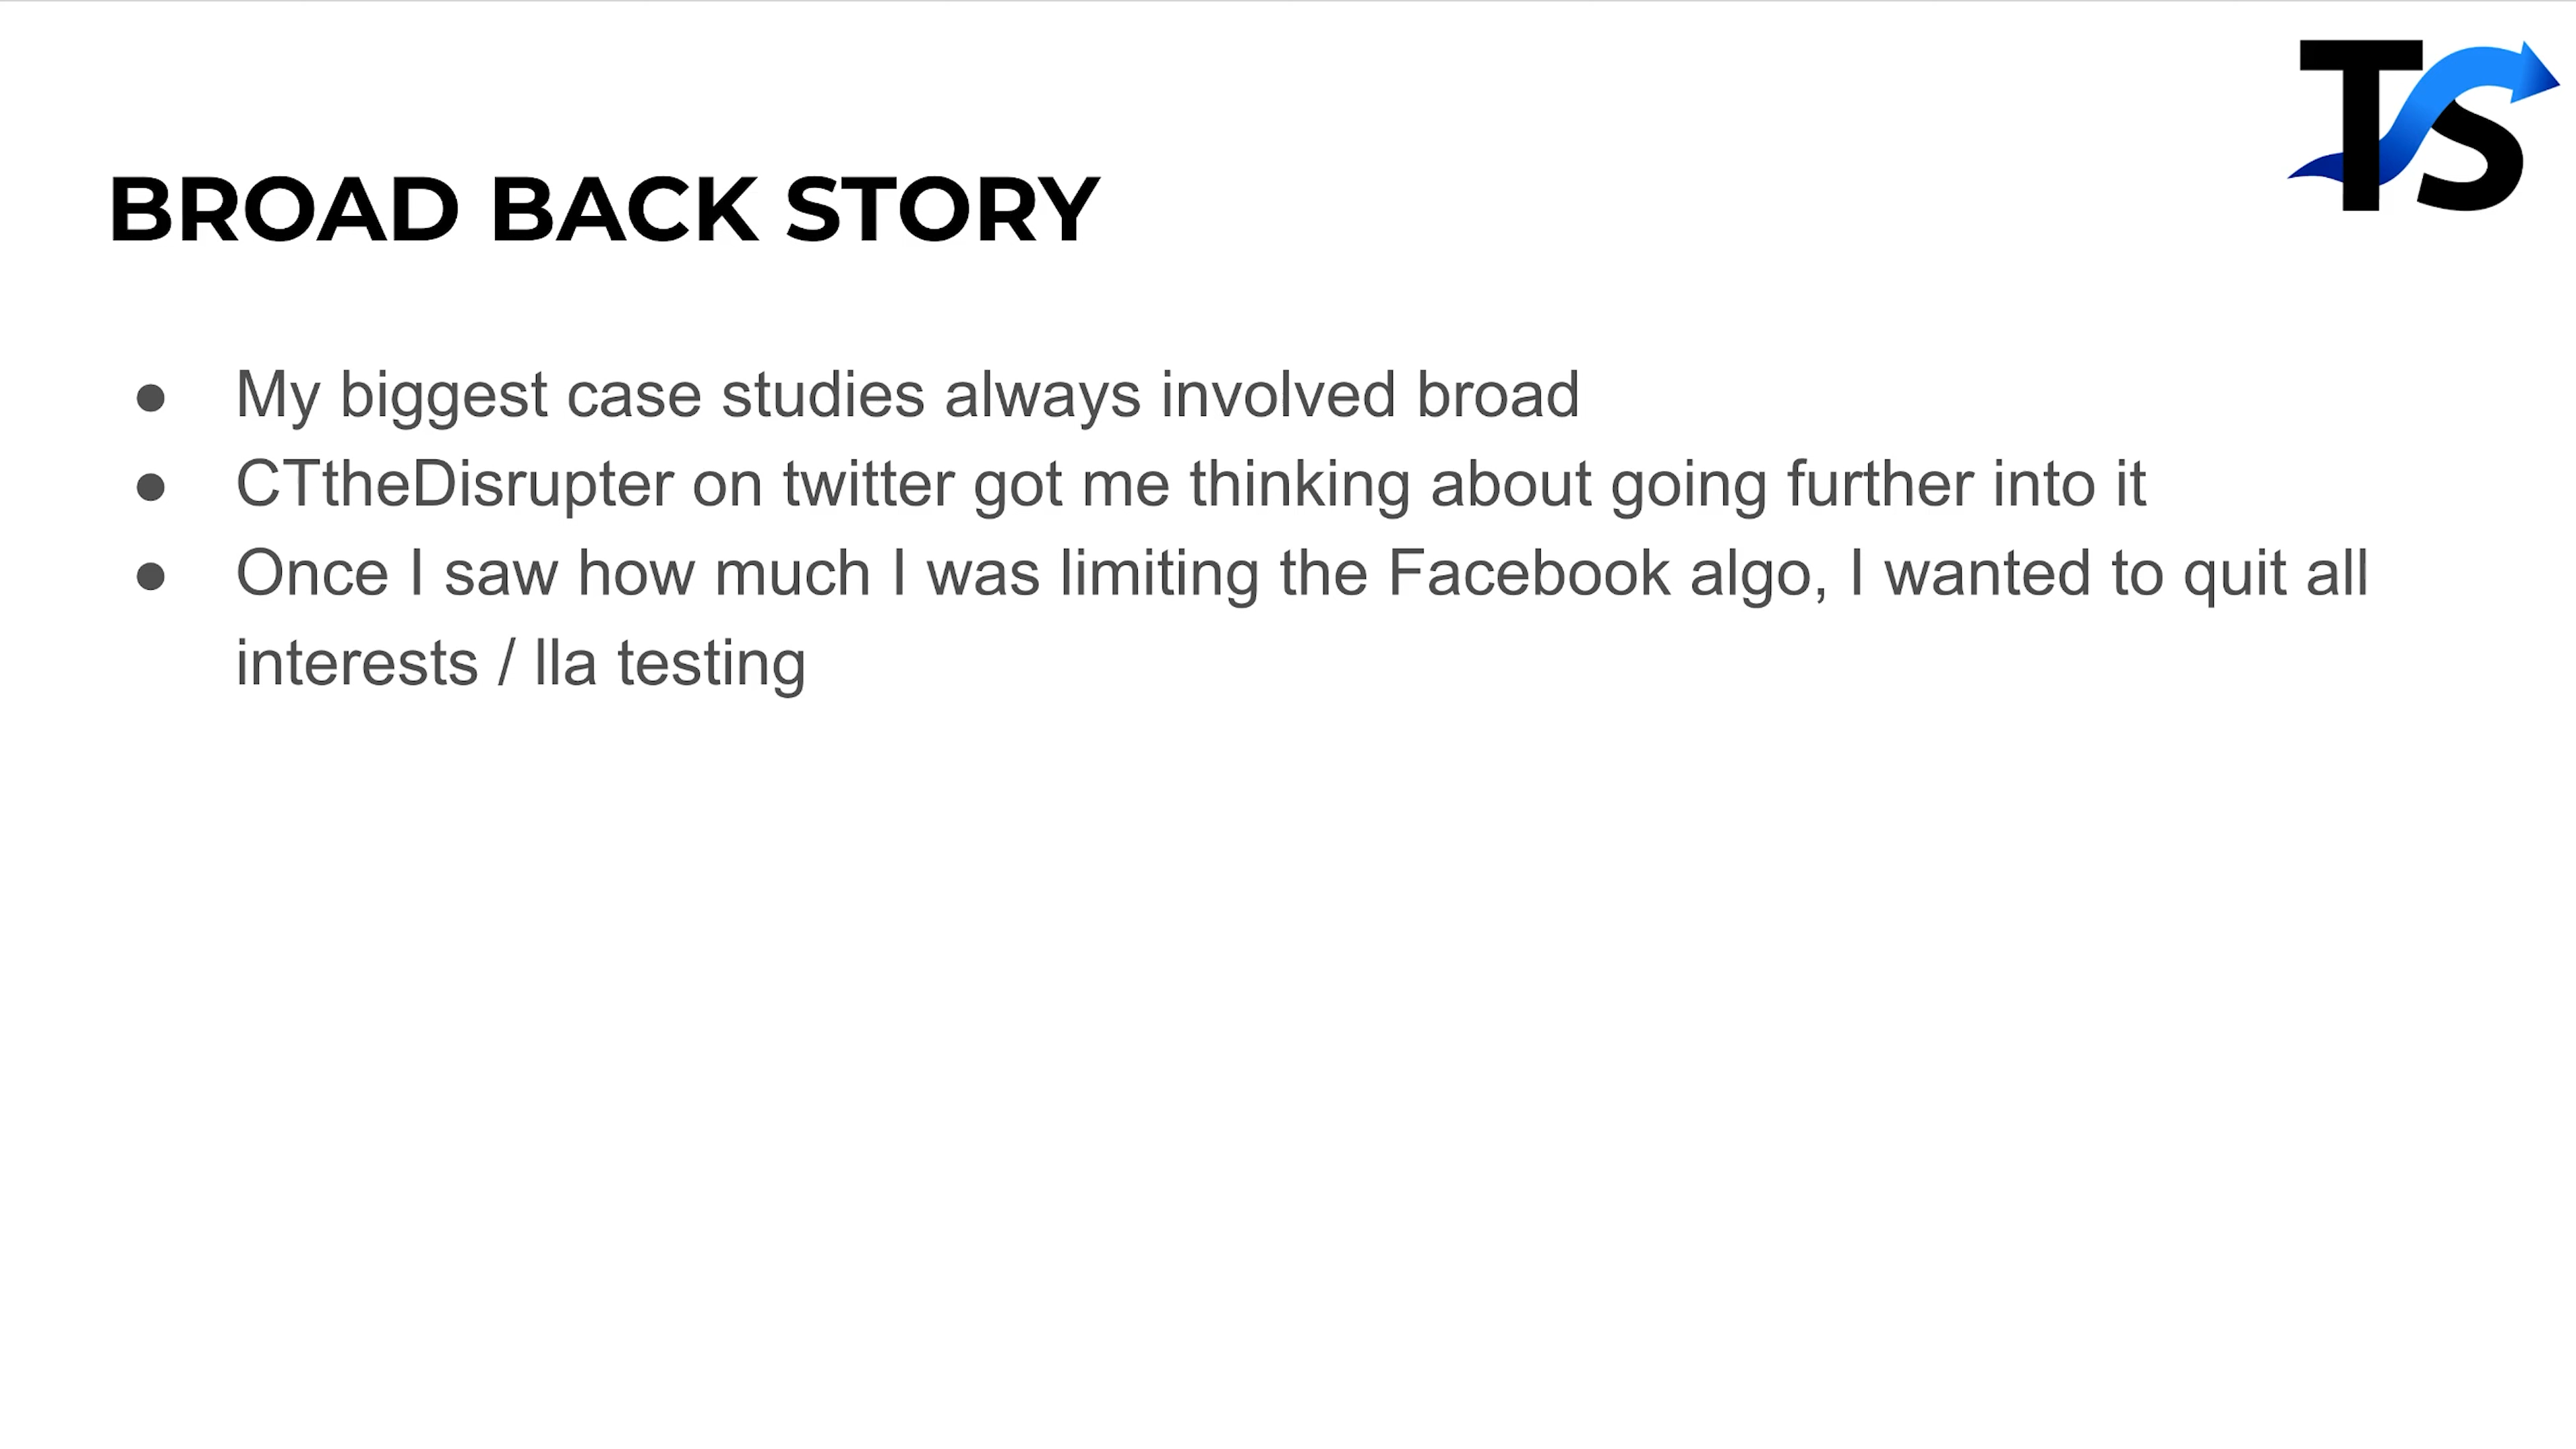 TS
BROAD BACK STORY
● My biggest case studies always involved broad
● CTtheDisrupter on twitter got me thinking about going further into it
● Once I saw how much I was limiting the Facebook algo, I wanted to quit all
interests / lla testing